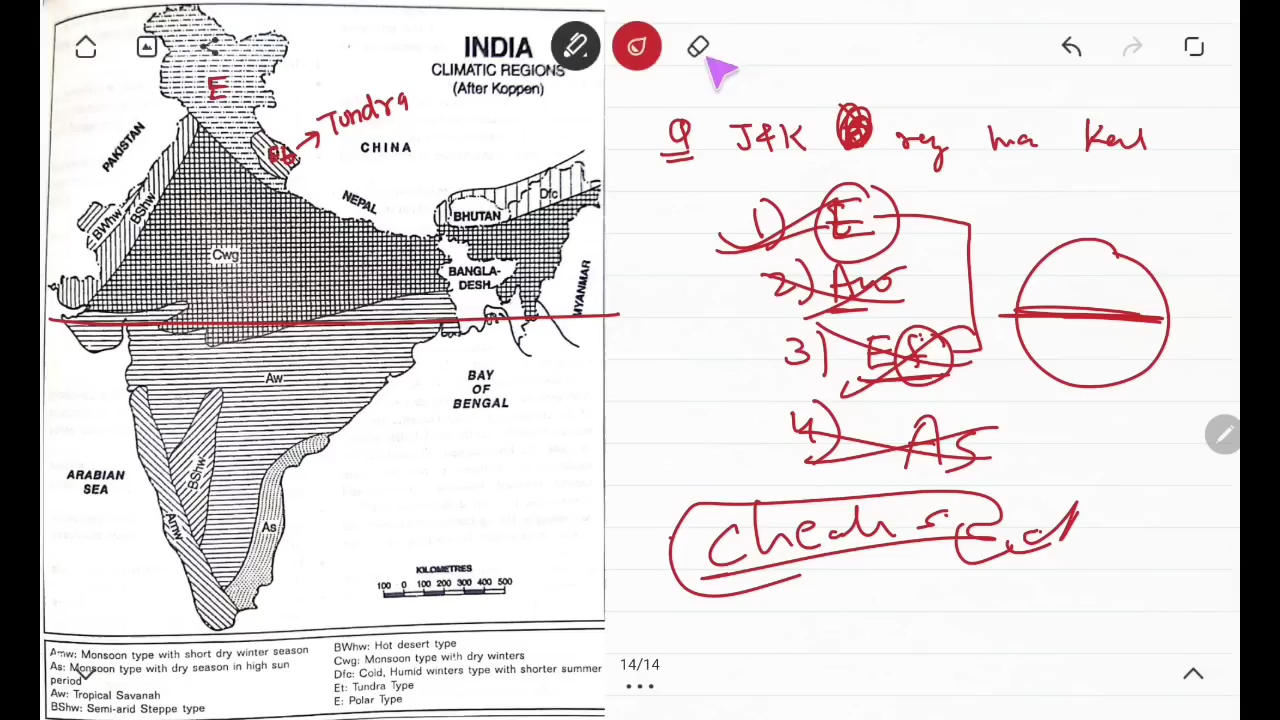 INDIA
CLIMATIC REGIONS
(After Koppen)
E
Tundra
CHINA
PAKISTAN
NEPAL
BWhw
BShw
Dfc
BHUTAN
Cwg
BANGLA-
DESH
MYANMAR
Aw
BAY
OF
BENGAL
ARABIAN
SEA
BShw
Amw
As
KILOMETRES
100 0 100 200 300 400 500
Amw: Monsoon type with short dry winter season
As: Monsoon type with dry season in high sun
period
Aw: Tropical Savanah
BShw: Semi-arid Steppe type
BWhw: Hot desert type
Cwg: Monsoon type with dry winters
Dfc: Cold, Humid winters type with shorter summer
Et: Tundra Type
E: Polar Type
Q J&K
1) E
2) Aw
3) E
4) As
14/14